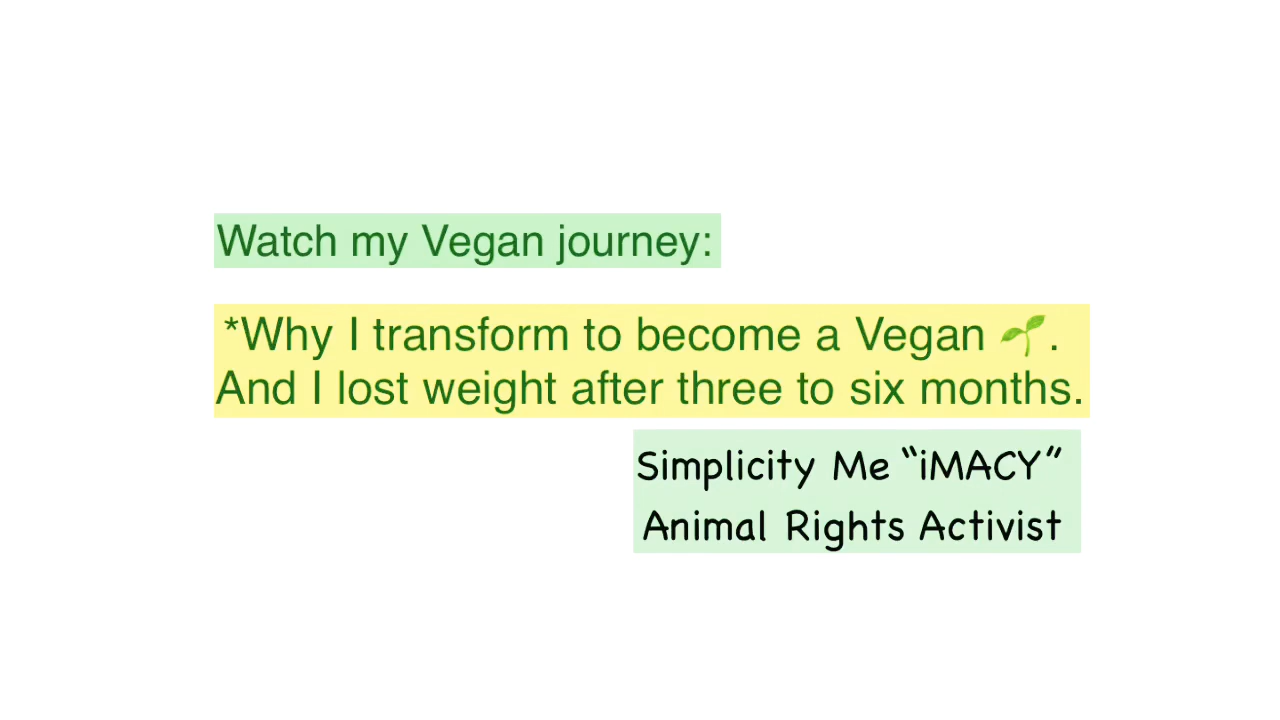 Watch my Vegan journey:
*Why I transform to become a Vegan 🌱.
And I lost weight after three to six months.
Simplicity Me “iMACY”
Animal Rights Activist